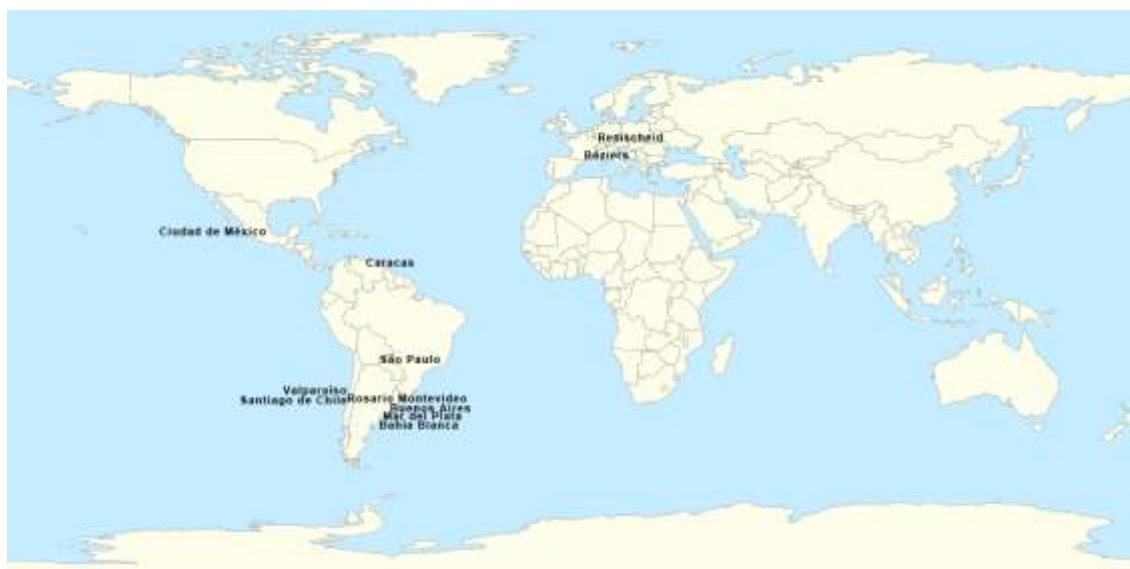 Remscheid
Béziers
Ciudad de México
Caracas
São Paulo
Valparaíso
Santiago de Chile Rosario Montevideo
Buenos Aires
Mar del Plata
Bahía Blanca